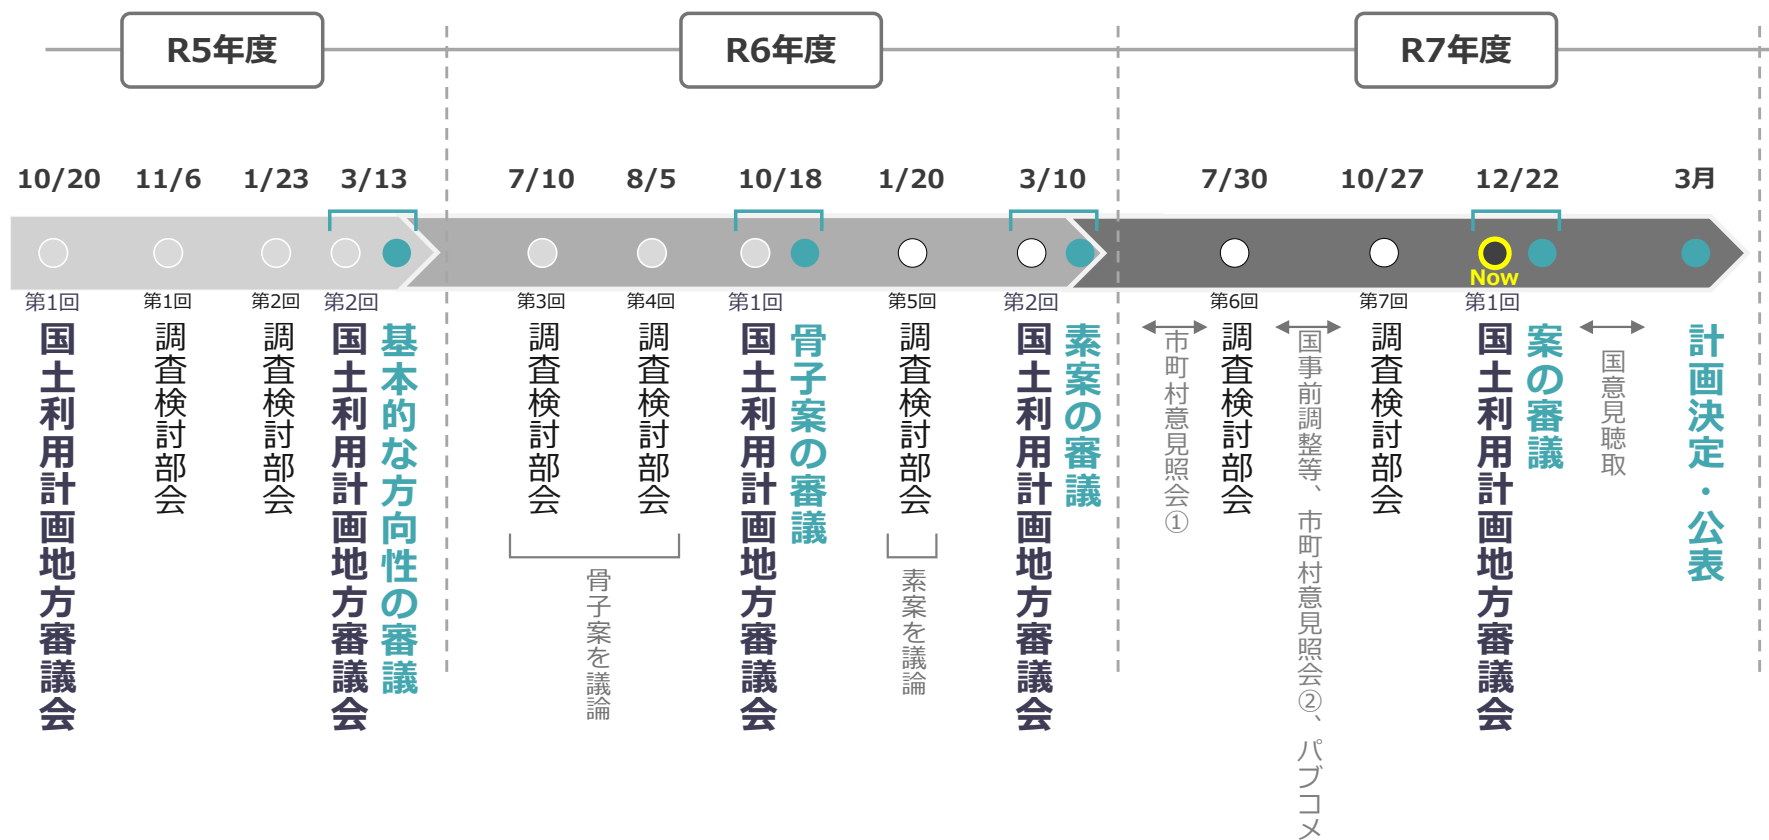 R5年度
R6年度
R7年度
10/20
11/6
1/23
3/13
7/10
8/5
10/18
1/20
3/10
7/30
10/27
12/22
3月
Now
第1回
第1回
第2回
第2回
第3回
第4回
第1回
第5回
第2回
第6回
第7回
第1回
国土利用計画地方審議会
調査検討部会
調査検討部会
国土利用計画地方審議会
基本的な方向性の審議
調査検討部会
調査検討部会
骨子案を議論
国土利用計画地方審議会
骨子案の審議
調査検討部会
素案を議論
国土利用計画地方審議会
素案の審議
市町村意見照会①
調査検討部会
国事前調整等、市町村意見照会②、パブコメ
調査検討部会
国土利用計画地方審議会
案の審議
国意見聴取
計画決定・公表